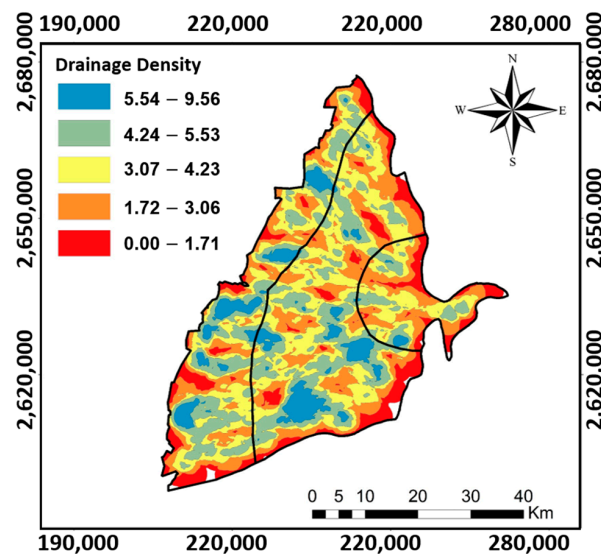 190,000 220,000 220,000 280,000
2,680,000 2,680,000
Drainage Density
5.54 – 9.56
4.24 – 5.53
3.07 – 4.23
1.72 – 3.06
0.00 – 1.71
N
W E
S
2,650,000 2,650,000
2,620,000 2,620,000
0 5 10 20 30 40
Km
190,000 220,000 220,000 280,000